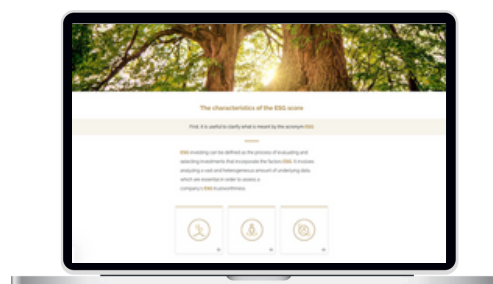 The characteristics of the ESG score
First, it is useful to clarify what is meant by the acronym ESG.
ESG investing can be defined as the process of evaluating and
selecting investments that incorporate the factors ESG. It involves
analyzing a vast and heterogeneous amount of underlying data,
which are essential in order to assess a
company's ESG trustworthiness.